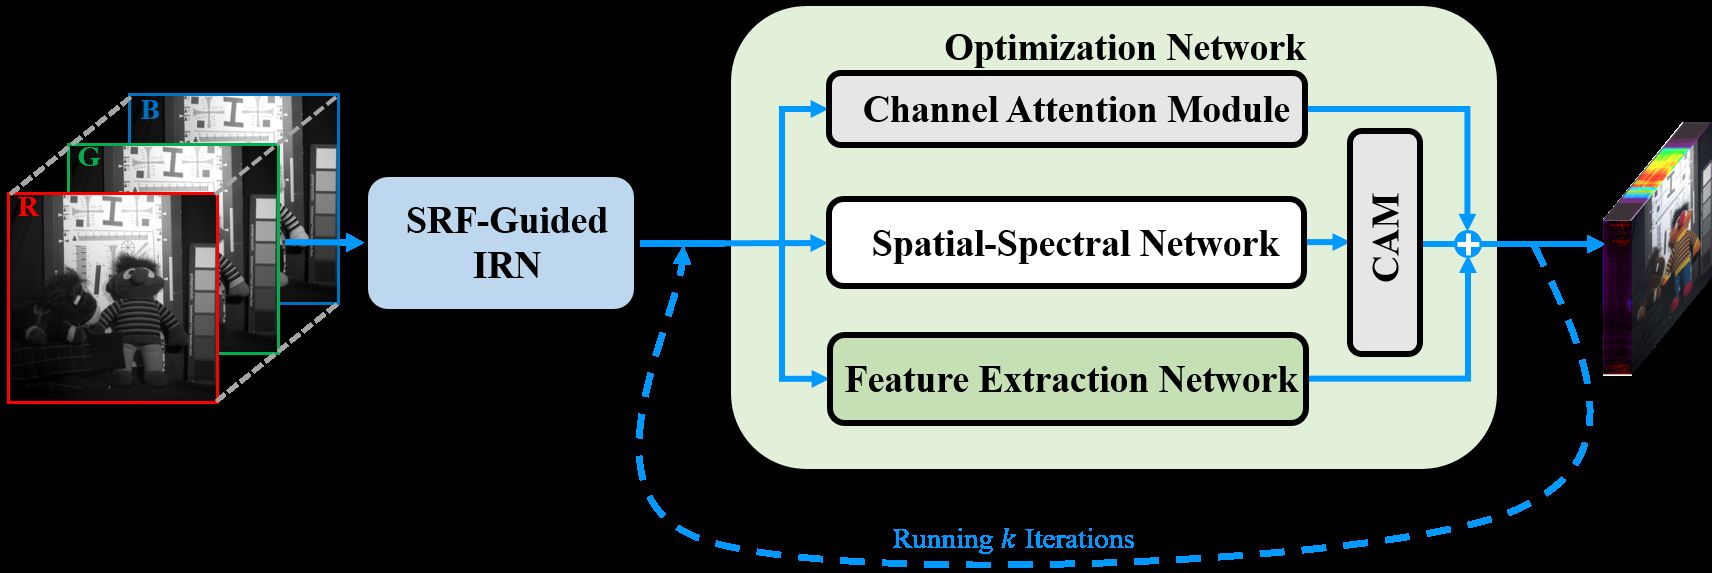 B
G
R
SRF-Guided
IRN
Optimization Network
Channel Attention Module
Spatial-Spectral Network
CAM
Feature Extraction Network
Running k Iterations